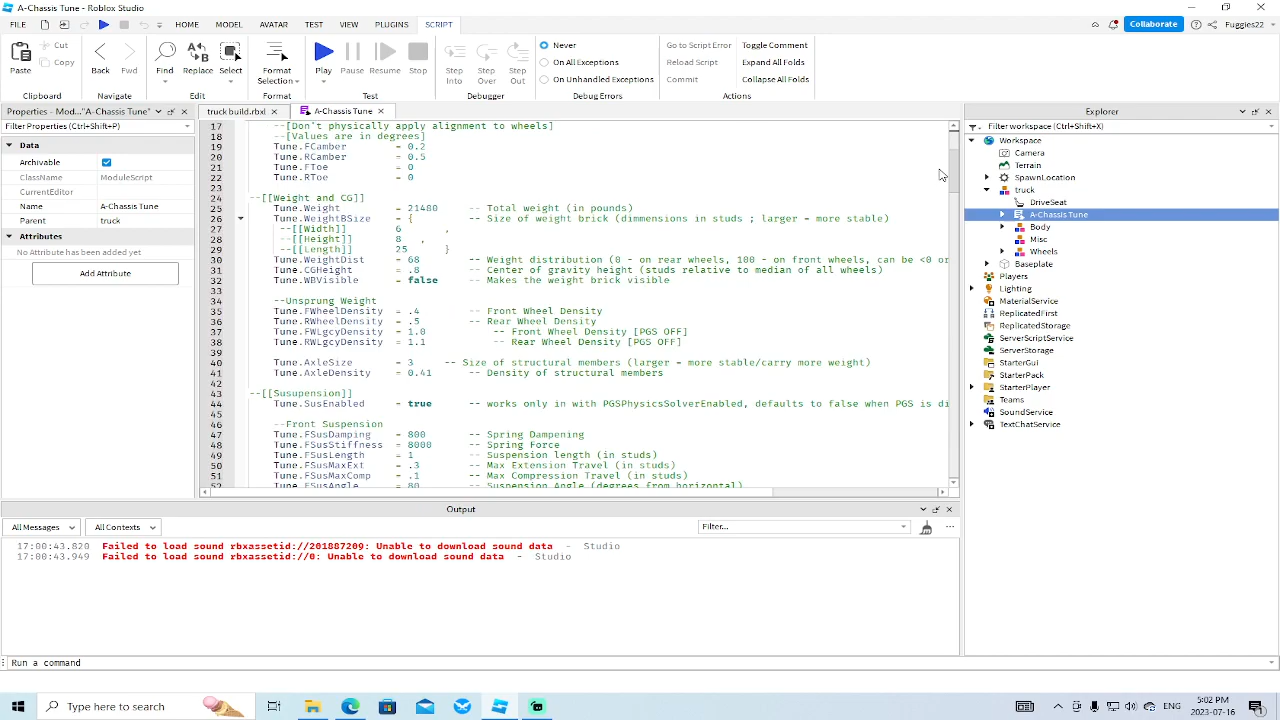 A-Chassis Tune - Roblox Studio
FILE HOME MODEL AVATAR TEST VIEW PLUGINS SCRIPT Collaborate Fuggles22
Paste Cut Copy Back Fwd Find Replace Select Format Selection Play Pause Resume Stop Step Into Step Over Step Out
Never
On All Exceptions
On Unhandled Exceptions
Go to Script Error
Reload Script
Commit
Toggle Comment
Expand All Folds
Collapse All Folds
Clipboard Navigate Edit Format Test Debugger Debug Errors Actions
Properties - Mod..."A-Chassis Tune"
Filter Properties (Ctrl+Shift+P)
Data
Archivable
ClassName ModuleScript
CurrentEditor
Name A-Chassis Tune
Parent truck
Attributes
No Attribute has been added yet
Add Attribute
truck build.rbxl A-Chassis Tune
17 --[Don't physically apply alignment to wheels]
18 --[Values are in degrees]
19 Tune.FCamber = 0.2
20 Tune.RCamber = 0.5
21 Tune.FToe = 0
22 Tune.RToe = 0
23
24 --[[Weight and CG]]
25 Tune.Weight = 21480 -- Total weight (in pounds)
26 Tune.WeightBSize = { -- Size of weight brick (dimmensions in studs ; larger = more stable)
27 --[[Width]] 6 ,
28 --[[Height]] 8 ,
29 --[[Length]] 25 }
30 Tune.WeightDist = 68 -- Weight distribution (0 - on rear wheels, 100 - on front wheels, can be <0 or
31 Tune.CGHeight = .8 -- Center of gravity height (studs relative to median of all wheels)
32 Tune.WBVisible = false -- Makes the weight brick visible
33
34 --Unsprung Weight
35 Tune.FWheelDensity = .4 -- Front Wheel Density
36 Tune.RWheelDensity = .5 -- Rear Wheel Density
37 Tune.FWLgcyDensity = 1.0 -- Front Wheel Density [PGS OFF]
38 Tune.RWLgcyDensity = 1.1 -- Rear Wheel Density [PGS OFF]
39
40 Tune.AxleSize = 3 -- Size of structural members (larger = more stable/carry more weight)
41 Tune.AxleDensity = 0.41 -- Density of structural members
42
43 --[[Susupension]]
44 Tune.SusEnabled = true -- works only in with PGSPhysicsSolverEnabled, defaults to false when PGS is di
45
46 --Front Suspension
47 Tune.FSusDamping = 800 -- Spring Dampening
48 Tune.FSusStiffness = 8000 -- Spring Force
49 Tune.FSusLength = 1 -- Suspension length (in studs)
50 Tune.FSusMaxExt = .3 -- Max Extension Travel (in studs)
51 Tune.FSusMaxComp = .1 -- Max Compression Travel (in studs)
52 Tune.FSusAngle = 80 -- Suspension Angle (degrees from horizontal)
Explorer
Filter workspace (Ctrl+Shift+X)
Workspace
Camera
Terrain
SpawnLocation
truck
DriveSeat
A-Chassis Tune
Body
Misc
Wheels
Baseplate
Players
Lighting
MaterialService
ReplicatedFirst
ReplicatedStorage
ServerScriptService
ServerStorage
StarterGui
StarterPack
StarterPlayer
Teams
SoundService
TextChatService
Output
All Messages All Contexts Filter...
17:00:43.820 Failed to load sound rbxassetid://201887209: Unable to download sound data - Studio
17:00:43.949 Failed to load sound rbxassetid://0: Unable to download sound data - Studio
Run a command
Type here to search
ENG
5:02 PM
2023-07-16
1